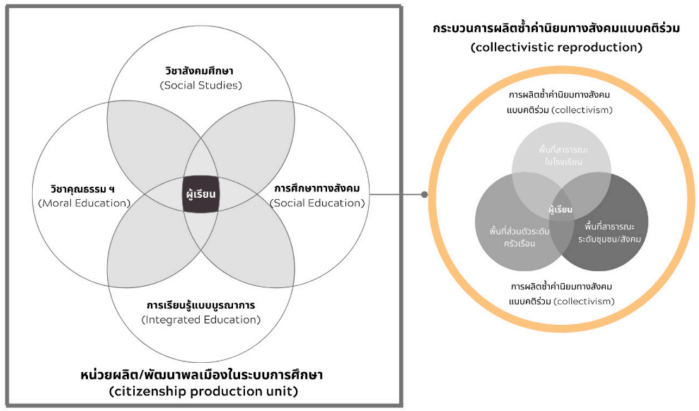 วิชาสังคมศึกษา
(Social Studies)
วิชาคุณธรรม ฯ
(Moral Education)
ผู้เรียน
การศึกษาทางสังคม
(Social Education)
การเรียนรู้แบบบูรณาการ
(Integrated Education)
หน่วยผลิต/พัฒนาพลเมืองในระบบการศึกษา
(citizenship production unit)
กระบวนการผลิตซ้ำค่านิยมทางสังคมแบบคติร่วม
(collectivistic reproduction)
การผลิตซ้ำค่านิยมทางสังคม
แบบคติร่วม (collectivism)
พื้นที่สาธารณะ
ในโรงเรียน
ผู้เรียน
พื้นที่ส่วนตัวระดับ
ครัวเรือน
พื้นที่สาธารณะ
ระดับชุมชน/สังคม
การผลิตซ้ำค่านิยมทางสังคม
แบบคติร่วม (collectivism)